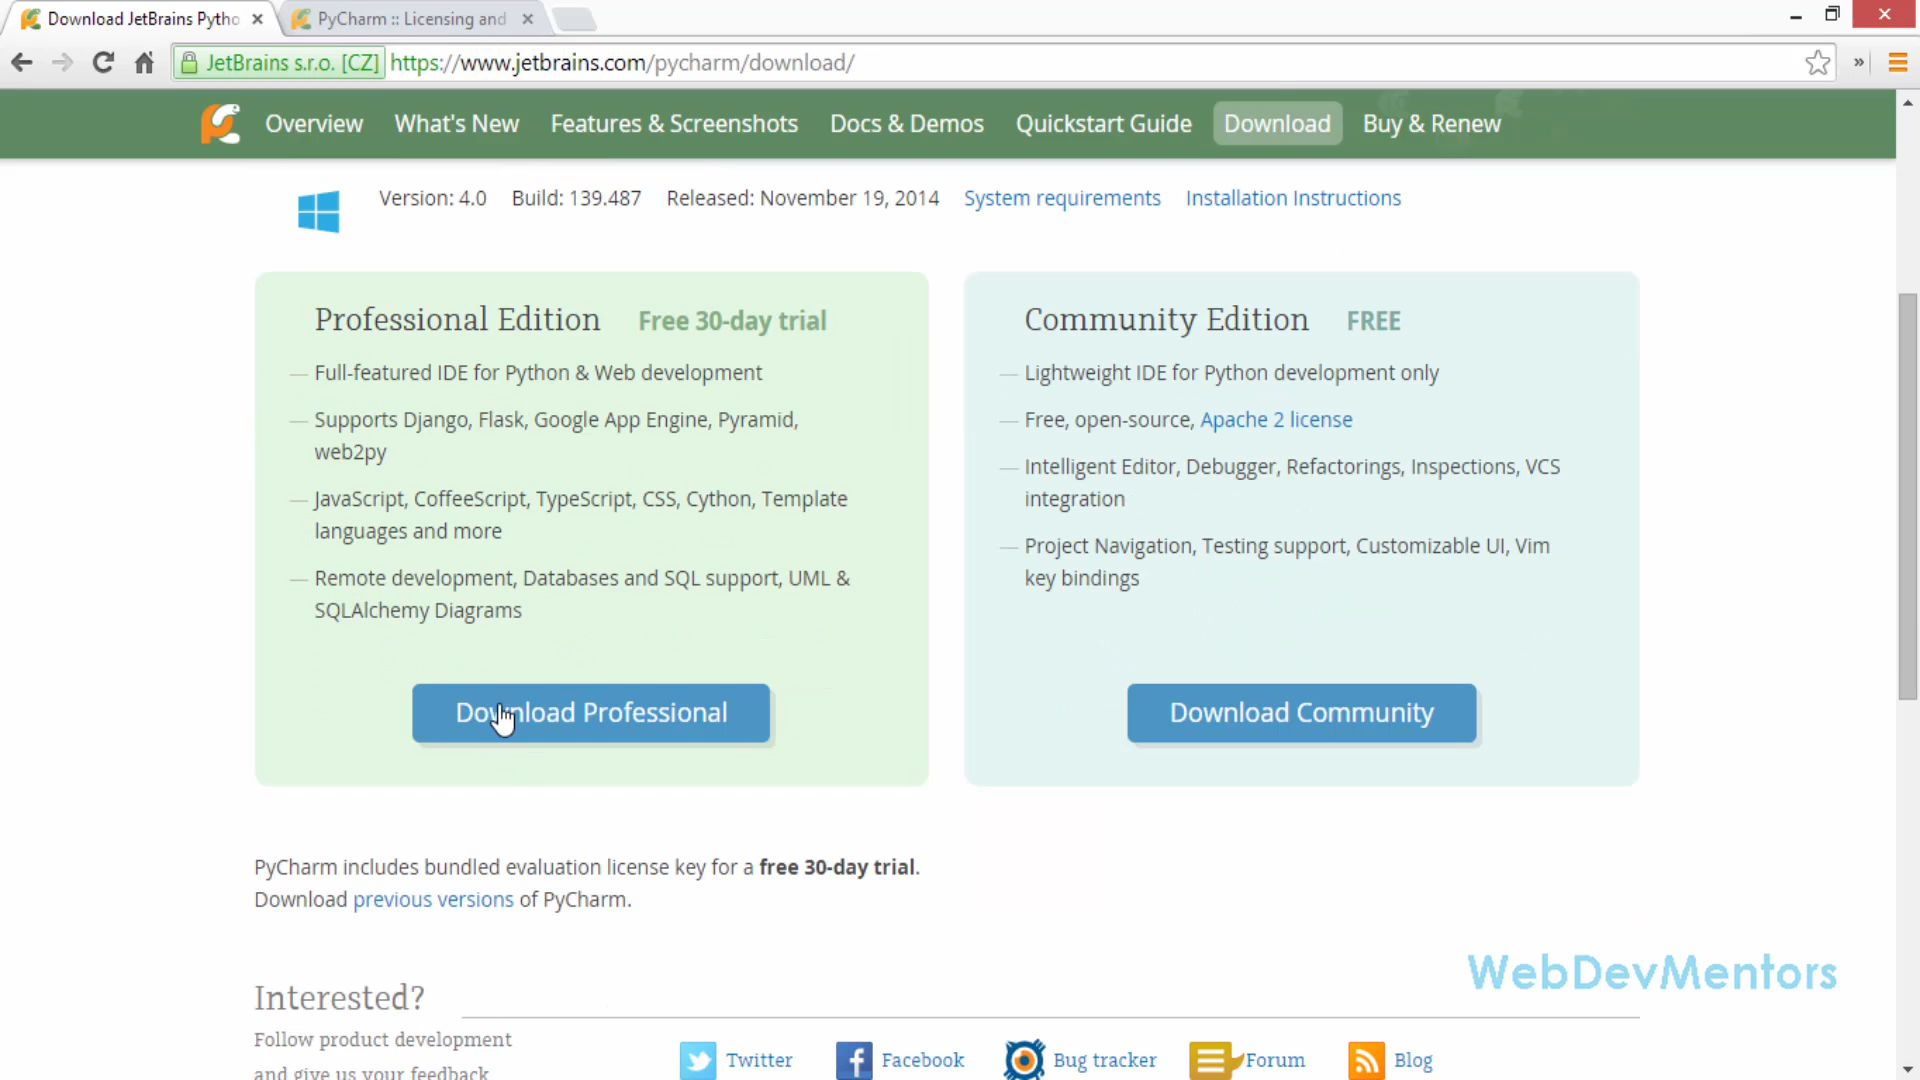 Download JetBrains Pytho
PyCharm :: Licensing and
JetBrains s.r.o. [CZ] https://www.jetbrains.com/pycharm/download/
Overview What's New Features & Screenshots Docs & Demos Quickstart Guide Download Buy & Renew
Version: 4.0 Build: 139.487 Released: November 19, 2014 System requirements Installation Instructions
Professional Edition Free 30-day trial
— Full-featured IDE for Python & Web development
— Supports Django, Flask, Google App Engine, Pyramid,
web2py
— JavaScript, CoffeeScript, TypeScript, CSS, Cython, Template
languages and more
— Remote development, Databases and SQL support, UML &
SQLAlchemy Diagrams
Download Professional
Community Edition FREE
— Lightweight IDE for Python development only
— Free, open-source, Apache 2 license
— Intelligent Editor, Debugger, Refactorings, Inspections, VCS
integration
— Project Navigation, Testing support, Customizable UI, Vim
key bindings
Download Community
PyCharm includes bundled evaluation license key for a free 30-day trial.
Download previous versions of PyCharm.
WebDevMentors
Interested?
Follow product development
and give us your feedback
Twitter Facebook Bug tracker Forum Blog